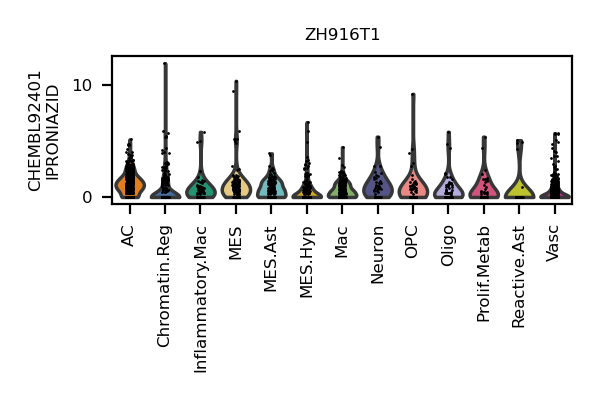 ZH916T1
CHEMBL92401
IPRONIAZID
10
0
AC
Chromatin.Reg
Inflammatory.Mac
MES
MES.Ast
MES.Hyp
Mac
Neuron
OPC
Oligo
Prolif.Metab
Reactive.Ast
Vasc